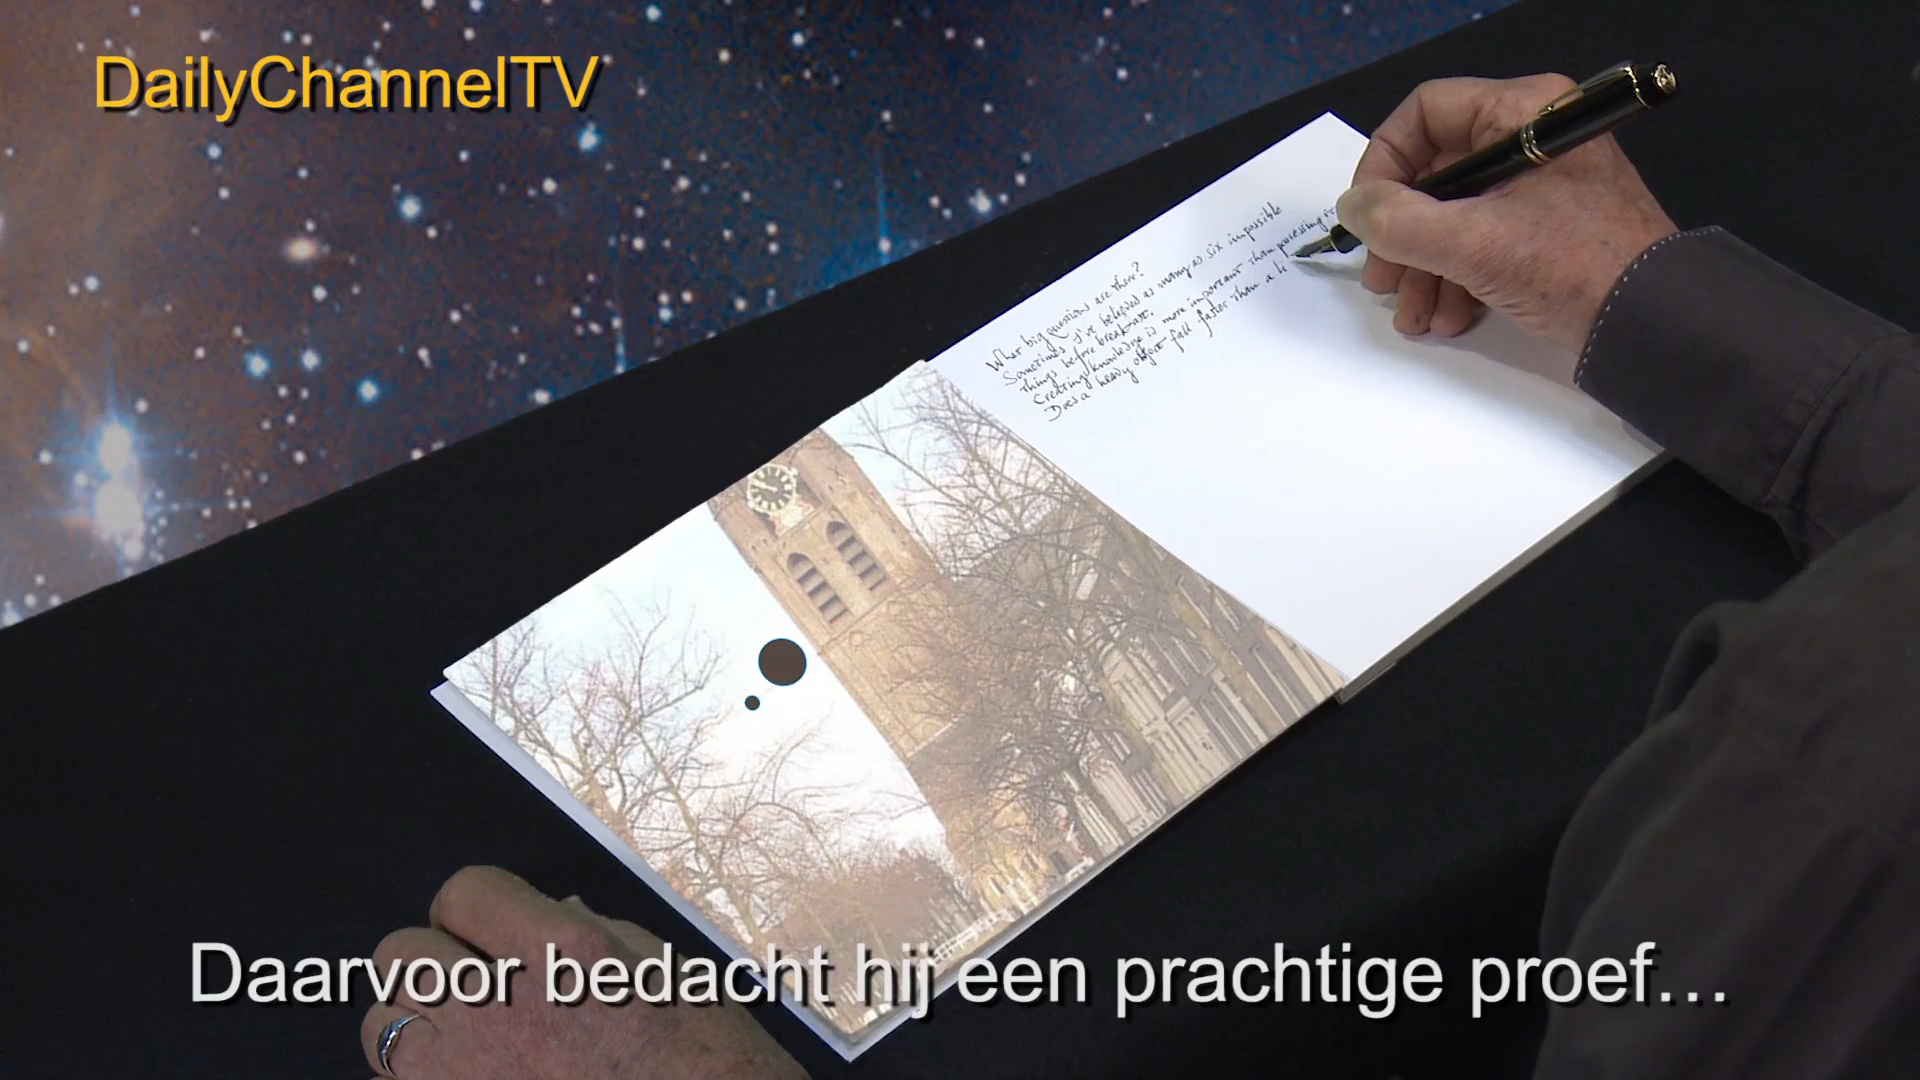 DailyChannelTV
What big questions are there?
Sometimes I've believed as many as six impossible
things before breakfast.
Creating knowledge is more important than possessing it
Does a heavy object fall faster than a li
Daarvoor bedacht hij een prachtige proef...